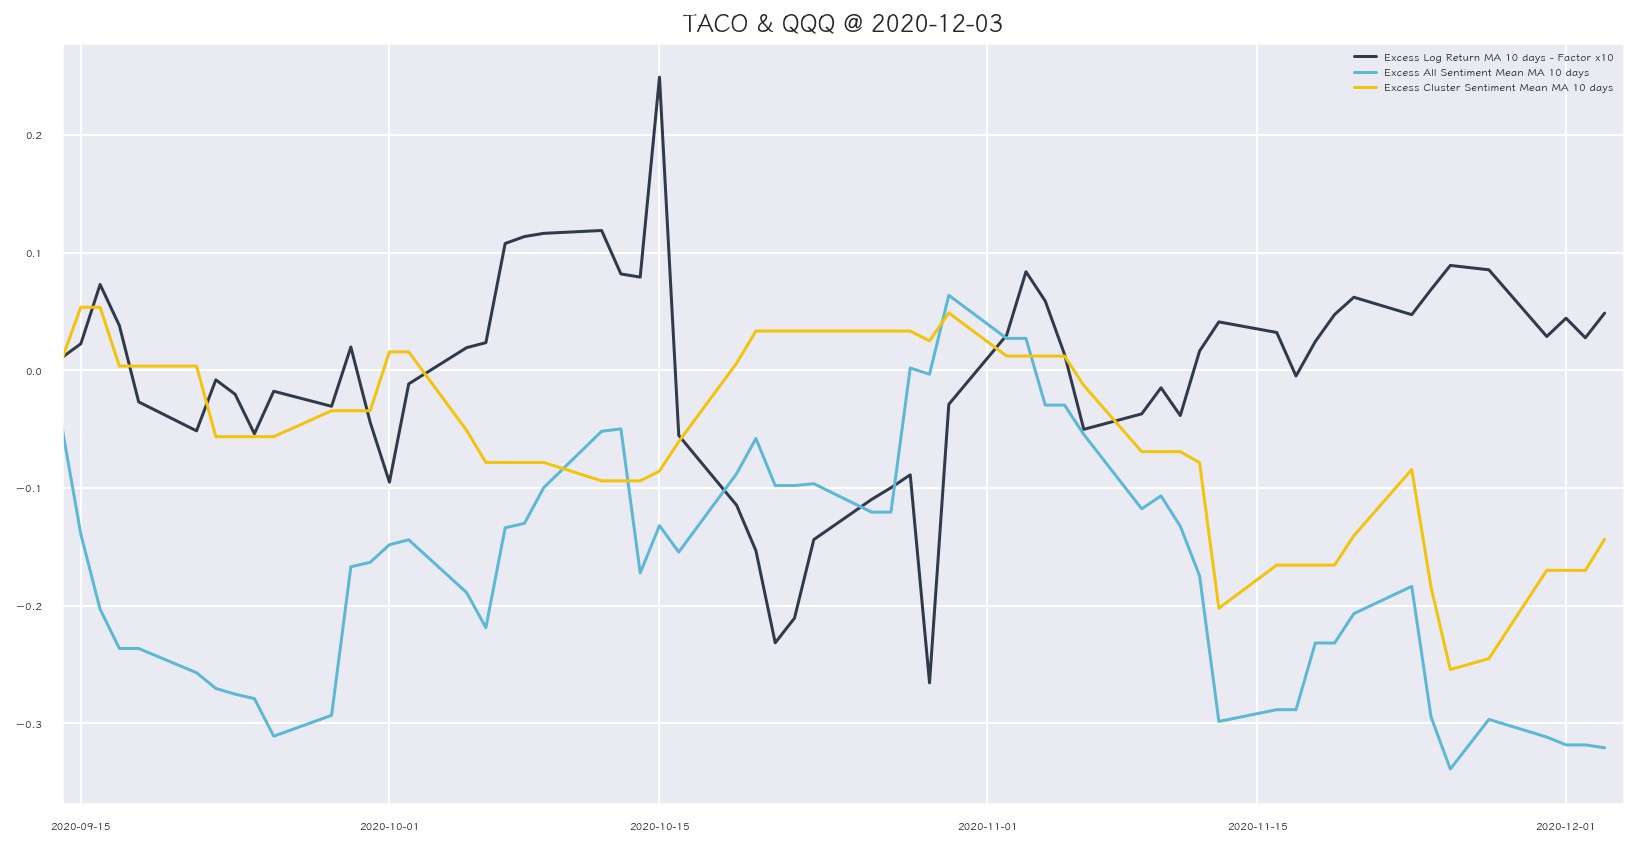 TACO & QQQ @ 2020-12-03
Excess Log Return MA 10 days - Factor x10
Excess All Sentiment Mean MA 10 days
Excess Cluster Sentiment Mean MA 10 days
0.2
0.1
0.0
−0.1
−0.2
−0.3
2020-09-15 2020-10-01 2020-10-15 2020-11-01 2020-11-15 2020-12-01